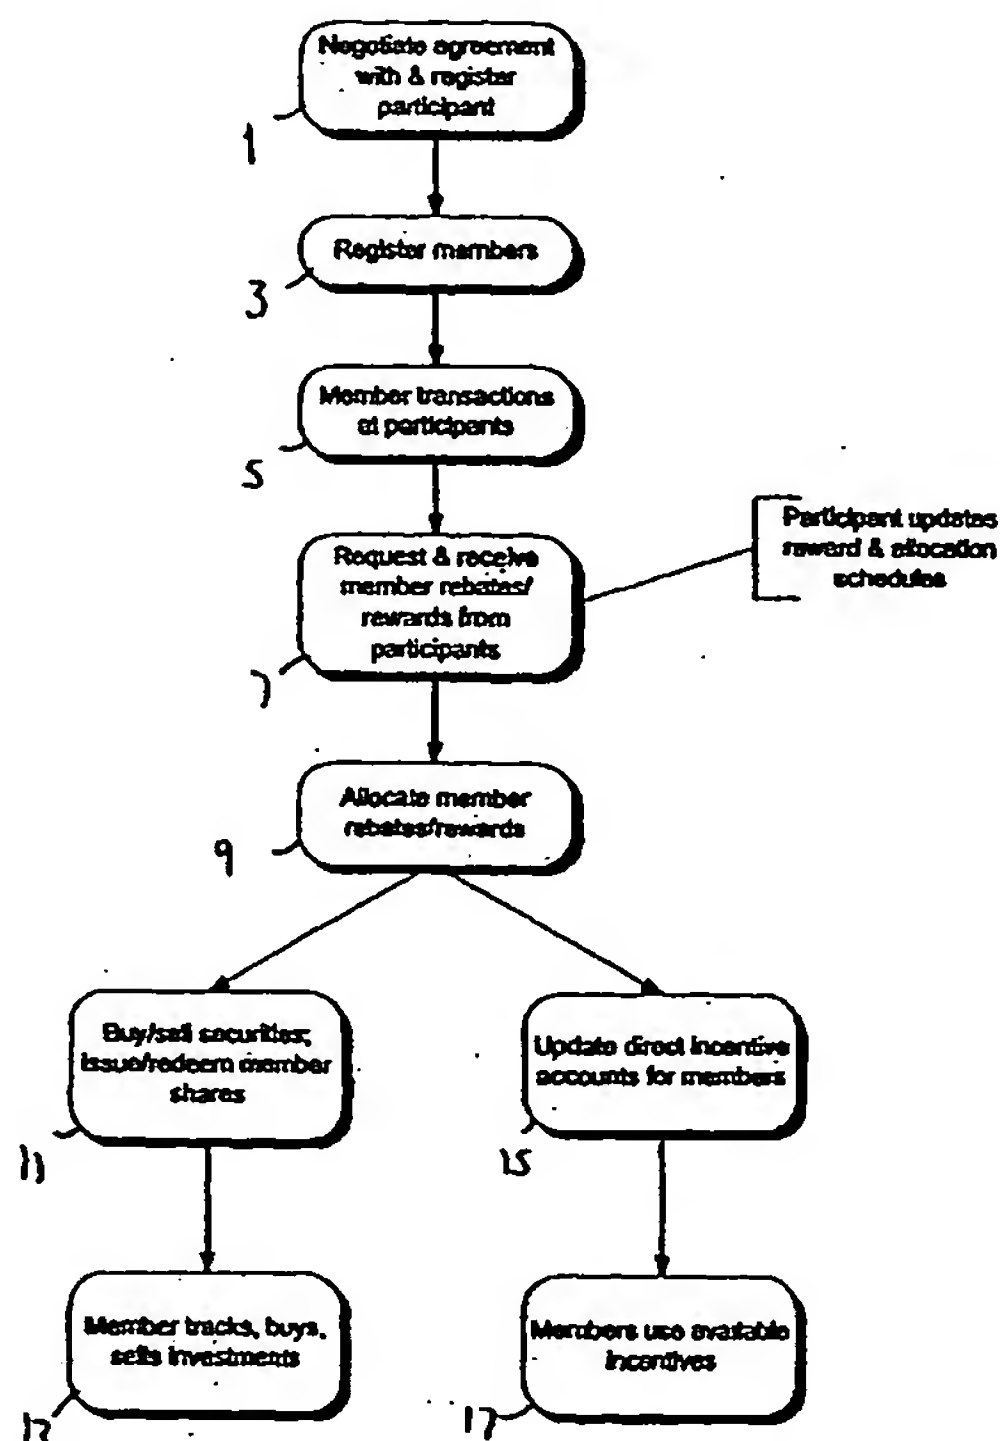 Negotiate agreement
with & register
participant
1
Register members
3
Member transactions
at participants
5
Request & receive
member rebates/
rewards from
participants
7
Participant updates
reward & allocation
schedules
Allocate member
rebates/rewards
9
Buy/sell securities;
issue/redeem member
shares
11
Update direct incentive
accounts for members
15
Member tracks, buys,
sells investments
13
Members use available
incentives
17